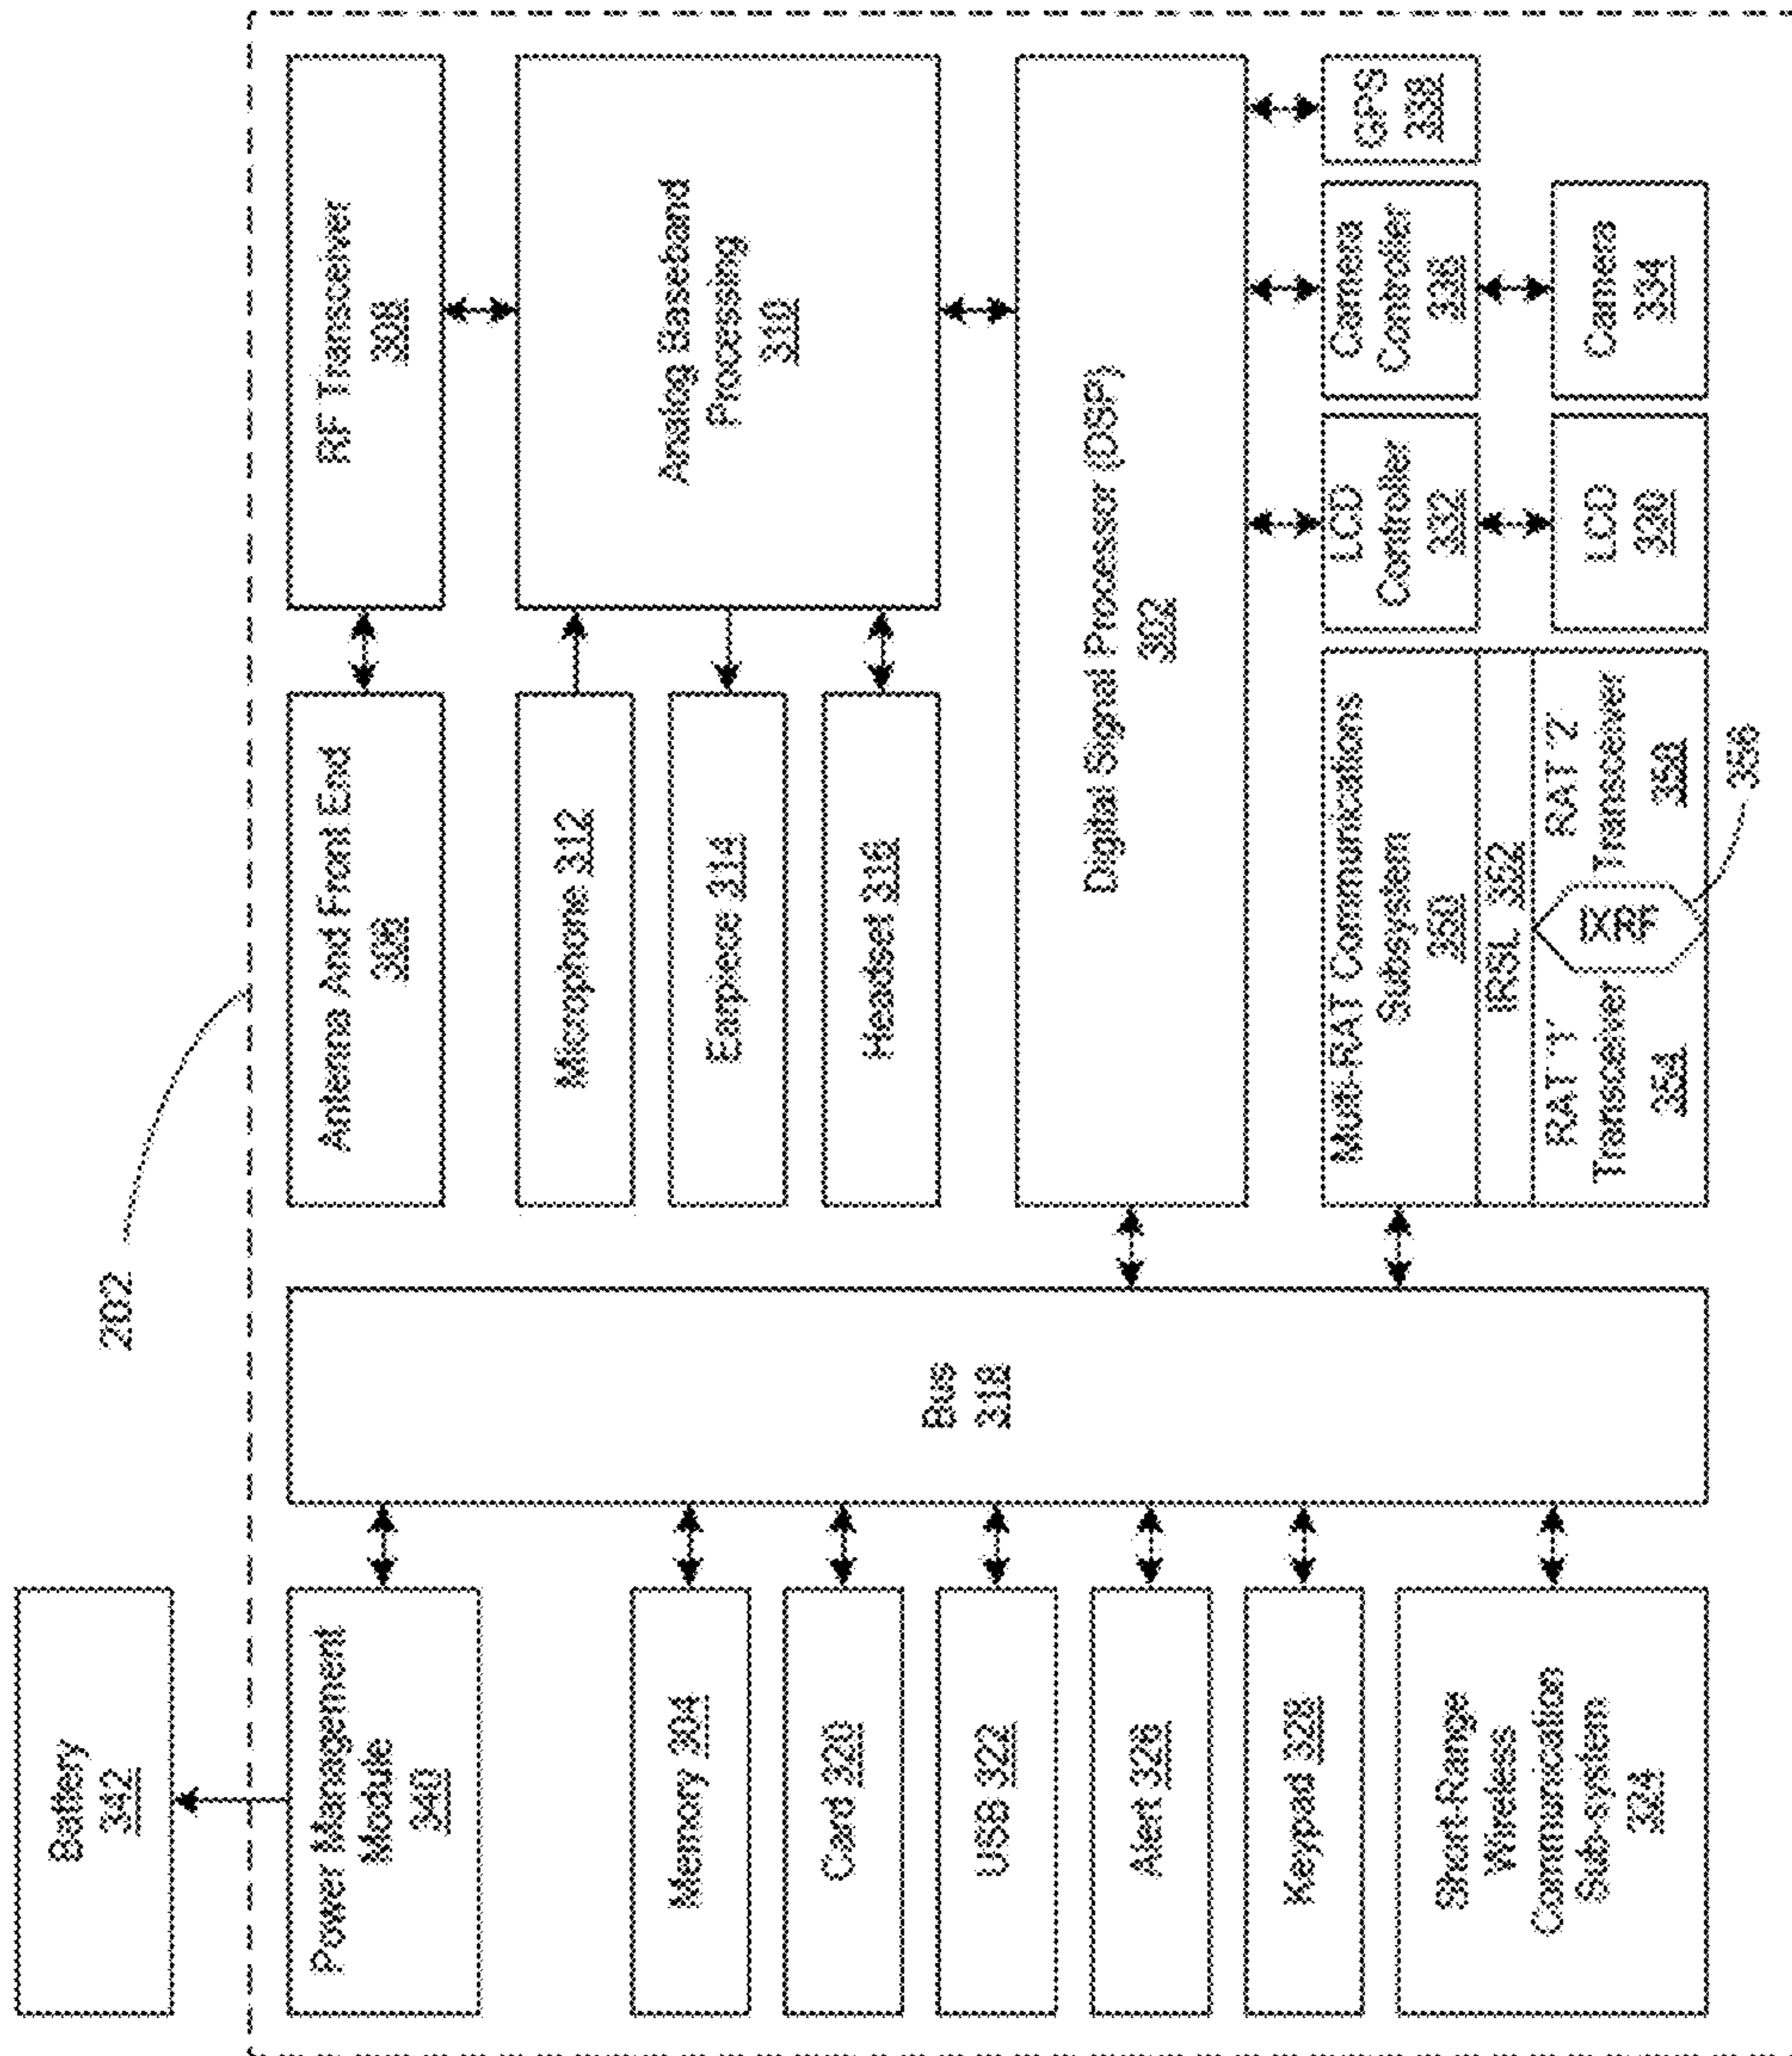 Battery
342
202
Power Management
Module
340
Antenna And Front End
306
RF Transceiver
308
Microphone 312
Analog Baseband
Processing
310
Memory 304
Earpiece 314
Card 320
Headset 316
Bus
318
USB 322
Digital Signal Processor (DSP)
302
Alert 326
Keypad 328
Short-Range
Wireless
Communication
Sub-system
324
Multi-RAT Communications
Subsystem
350
IRSL 352
RAT '1'
Transceiver
354
IXRF
RAT '2'
Transceiver
358
356
LCD
Controller
332
Camera
Controller
336
GPS
338
LCD
330
Camera
334